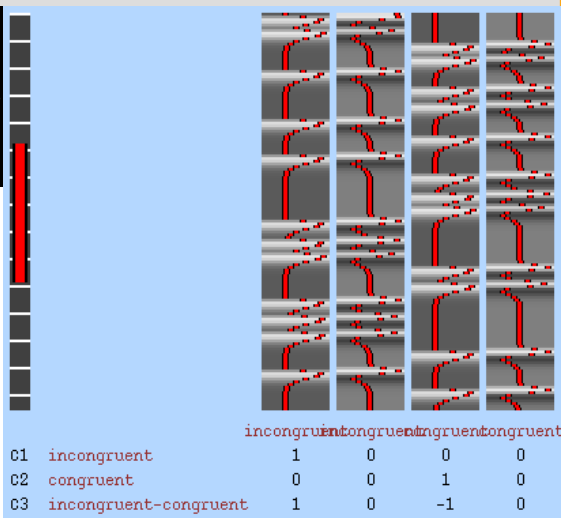 incongruent incongruent congruent congruent
C1 incongruent 1 0 0 0
C2 congruent 0 0 1 0
C3 incongruent-congruent 1 0 -1 0